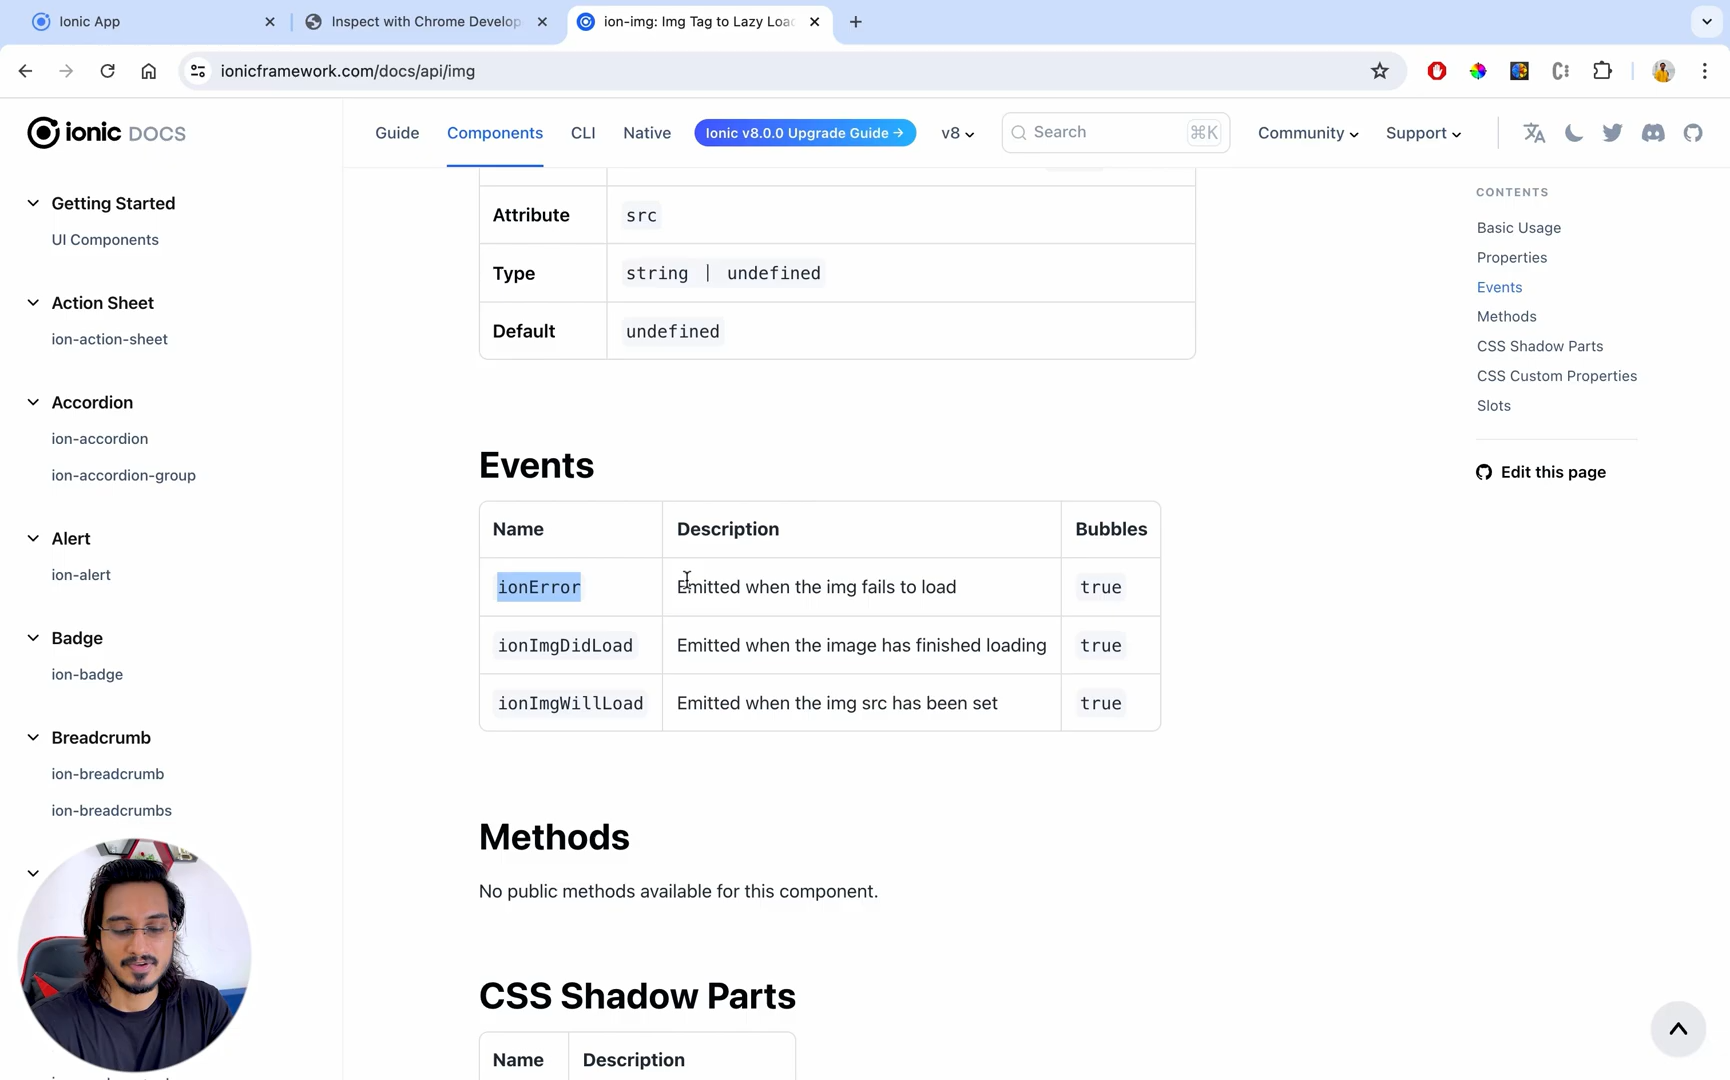 Ionic App
Inspect with Chrome Develop
ion-img: Img Tag to Lazy Loa
ionicframework.com/docs/api/img
ionic DOCS
Guide
Components
CLI
Native
Ionic v8.0.0 Upgrade Guide →
v8
Search
⌘K
Community
Support
Getting Started
UI Components
Action Sheet
ion-action-sheet
Accordion
ion-accordion
ion-accordion-group
Alert
ion-alert
Badge
ion-badge
Breadcrumb
ion-breadcrumb
ion-breadcrumbs
Attribute src
Type string | undefined
Default undefined
Events
Name Description Bubbles
ionError Emitted when the img fails to load true
ionImgDidLoad Emitted when the image has finished loading true
ionImgWillLoad Emitted when the img src has been set true
Methods
No public methods available for this component.
CSS Shadow Parts
Name Description
CONTENTS
Basic Usage
Properties
Events
Methods
CSS Shadow Parts
CSS Custom Properties
Slots
Edit this page